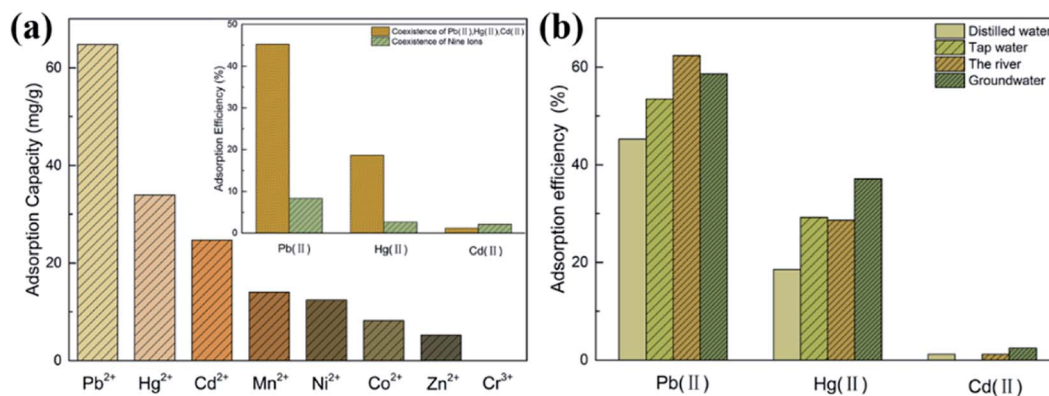 (a)
Adsorption Capacity (mg/g)
60
40
20
0
Pb2+ Hg2+ Cd2+ Mn2+ Ni2+ Co2+ Zn2+ Cr3+
Adsorption Efficiency (%)
50
40
30
20
10
0
Coexistence of Pb(Ⅱ),Hg(Ⅱ),Cd(Ⅱ)
Coexistence of Nine Ions
Pb(Ⅱ) Hg(Ⅱ) Cd(Ⅱ)
(b)
Adsorption efficiency (%)
60
40
20
0
Distilled water
Tap water
The river
Groundwater
Pb(Ⅱ) Hg(Ⅱ) Cd(Ⅱ)